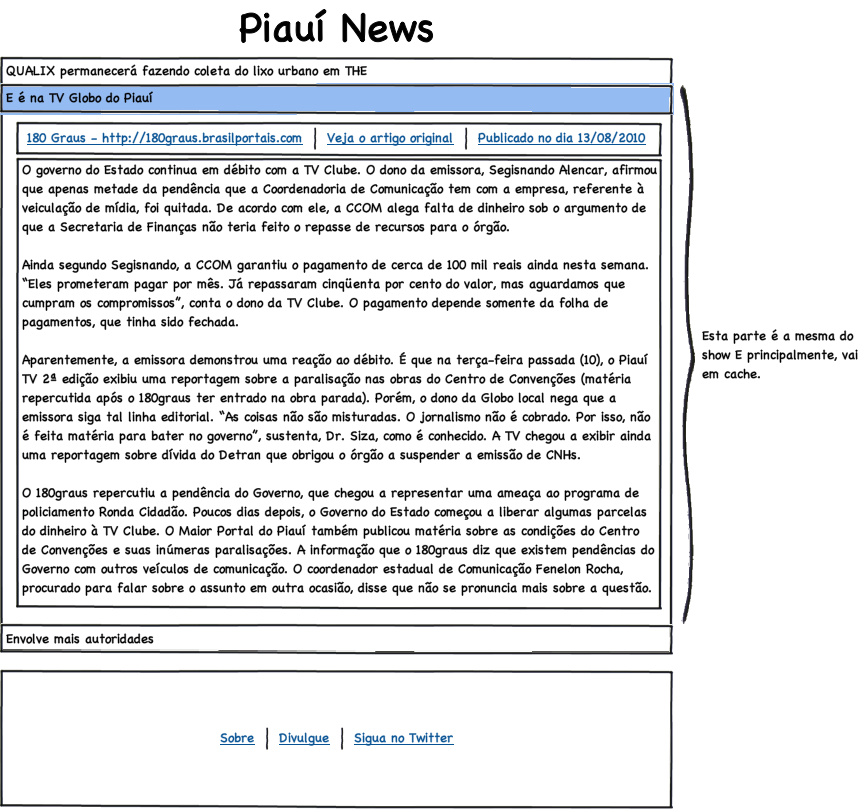 Piauí News
QUALIX permanecerá fazendo coleta do lixo urbano em THE
E é na TV Globo do Piauí
180 Graus - http://180graus.brasilportais.com | Veja o artigo original | Publicado no dia 13/08/2010
O governo do Estado continua em débito com a TV Clube. O dono da emissora, Segisnando Alencar, afirmou
que apenas metade da pendência que a Coordenadoria de Comunicação tem com a empresa, referente à
veiculação de mídia, foi quitada. De acordo com ele, a CCOM alega falta de dinheiro sob o argumento de
que a Secretaria de Finanças não teria feito o repasse de recursos para o órgão.
Ainda segundo Segisnando, a CCOM garantiu o pagamento de cerca de 100 mil reais ainda nesta semana.
“Eles prometeram pagar por mês. Já repassaram cinqüenta por cento do valor, mas aguardamos que
cumpram os compromissos”, conta o dono da TV Clube. O pagamento depende somente da folha de
pagamentos, que tinha sido fechada.
Aparentemente, a emissora demonstrou uma reação ao débito. É que na terça-feira passada (10), o Piauí
TV 2ª edição exibiu uma reportagem sobre a paralisação nas obras do Centro de Convenções (matéria
repercutida após o 180graus ter entrado na obra parada). Porém, o dono da Globo local nega que a
emissora siga tal linha editorial. “As coisas não são misturadas. O jornalismo não é cobrado. Por isso, não
é feita matéria para bater no governo”, sustenta, Dr. Siza, como é conhecido. A TV chegou a exibir ainda
uma reportagem sobre dívida do Detran que obrigou o órgão a suspender a emissão de CNHs.
O 180graus repercutiu a pendência do Governo, que chegou a representar uma ameaça ao programa de
policiamento Ronda Cidadão. Poucos dias depois, o Governo do Estado começou a liberar algumas parcelas
do dinheiro à TV Clube. O Maior Portal do Piauí também publicou matéria sobre as condições do Centro
de Convenções e suas inúmeras paralisações. A informação que o 180graus diz que existem pendências do
Governo com outros veículos de comunicação. O coordenador estadual de Comunicação Fenelon Rocha,
procurado para falar sobre o assunto em outra ocasião, disse que não se pronuncia mais sobre a questão.
Esta parte é a mesma do
show E principalmente, vai
em cache.
Envolve mais autoridades
Sobre | Divulgue | Sigua no Twitter